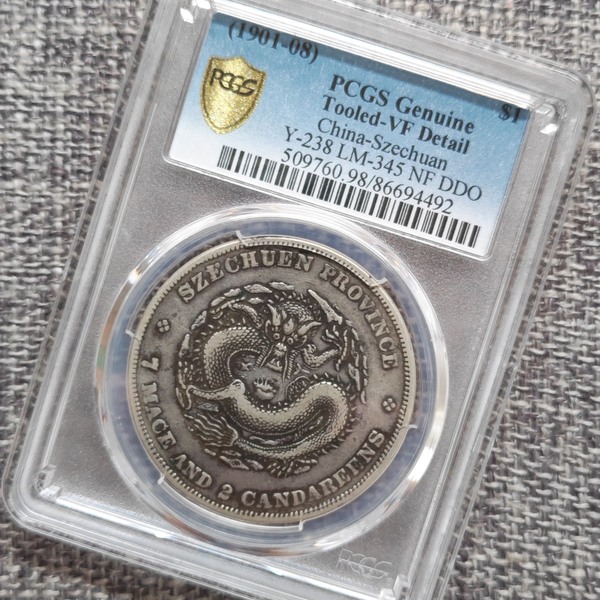 (1901-08) $1
PCGS Genuine
Tooled-VF Detail
China-Szechuan
Y-238 LM-345 NF DDO
509760.98/86694492
PCGS
SZECHUEN PROVINCE
7 MACE AND 2 CANDAREENS
PCGS